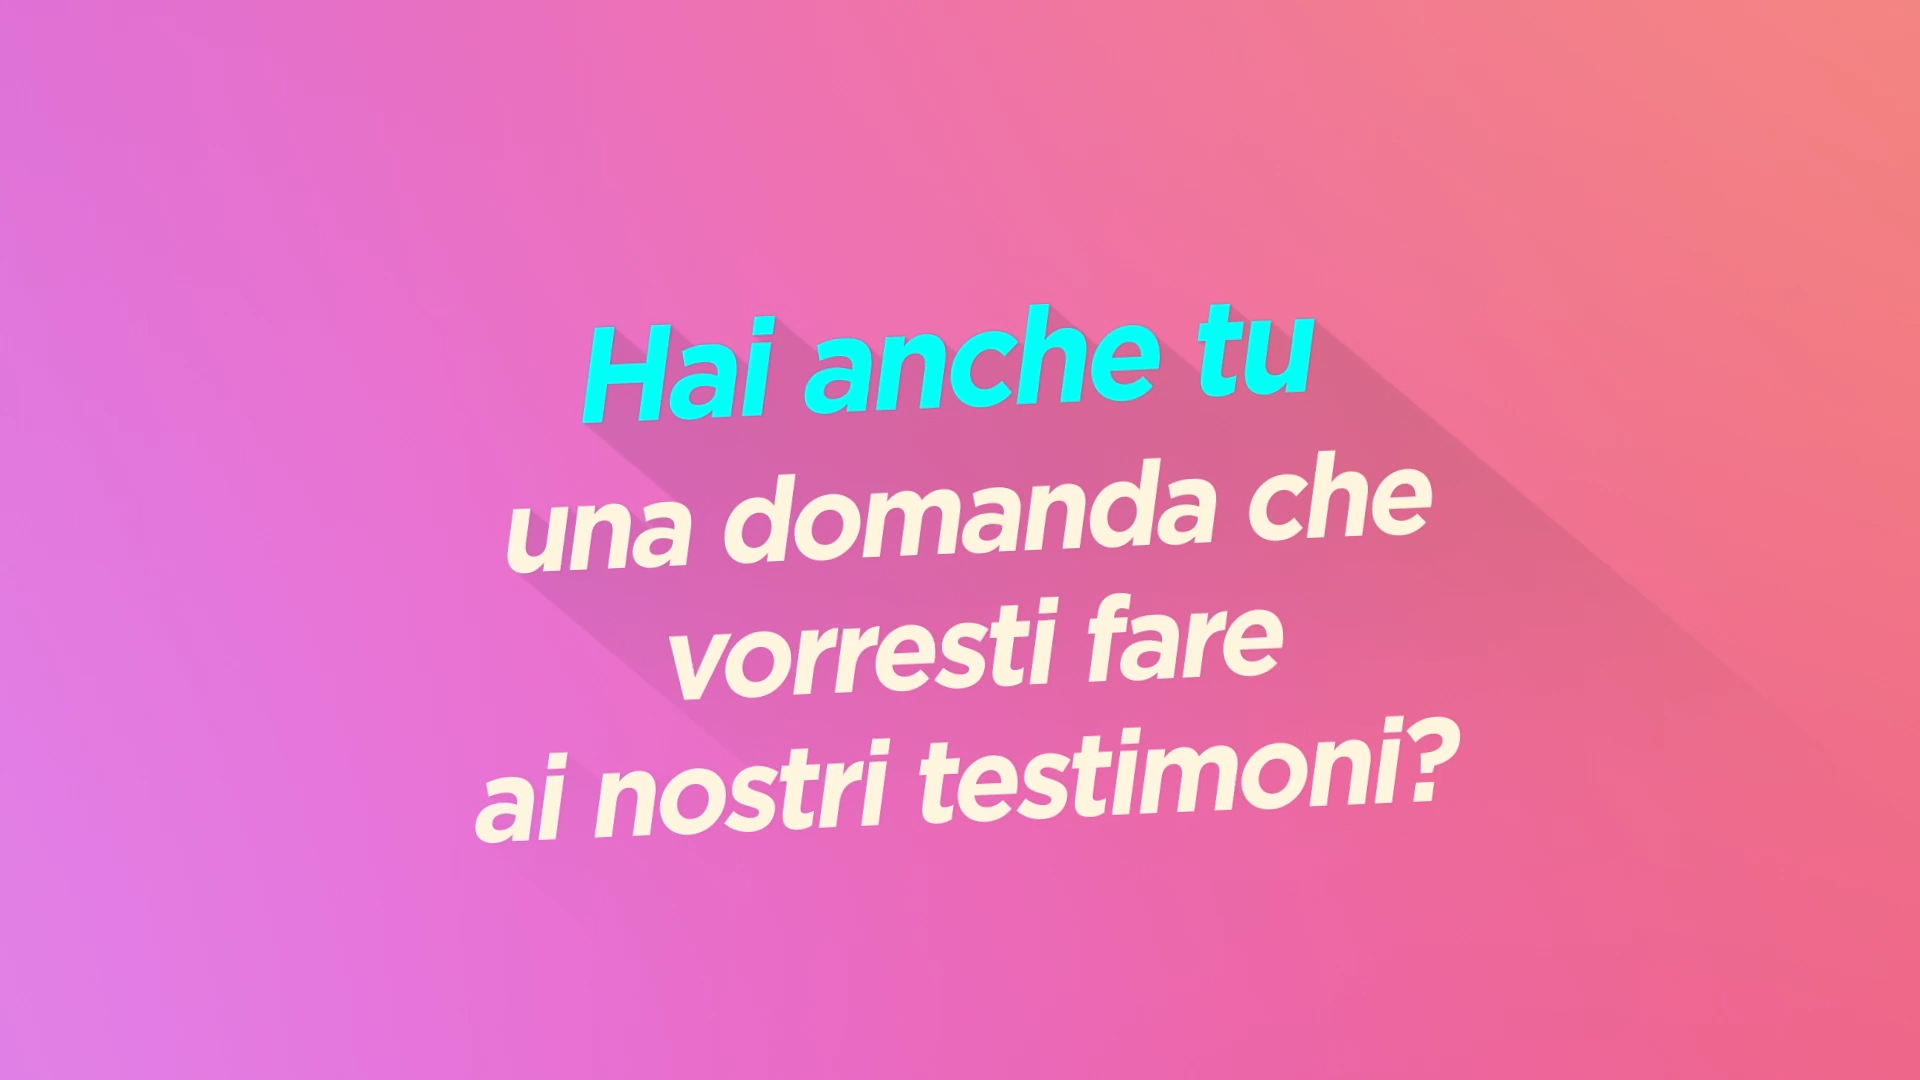 Hai anche tu
una domanda che
vorresti fare
ai nostri testimoni?